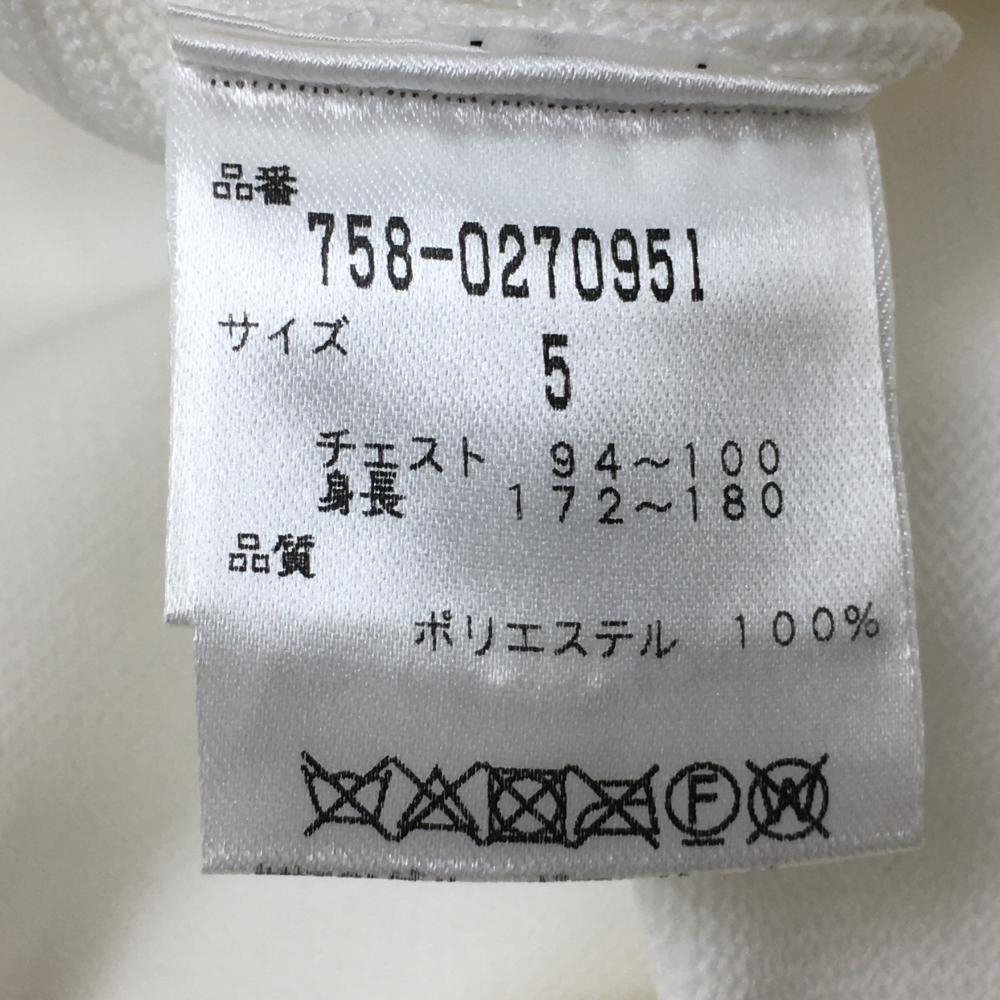 品番
758-0270951
サイズ
5
チェスト 94～100
身長 172～180
品質
ポリエステル 100%
F W